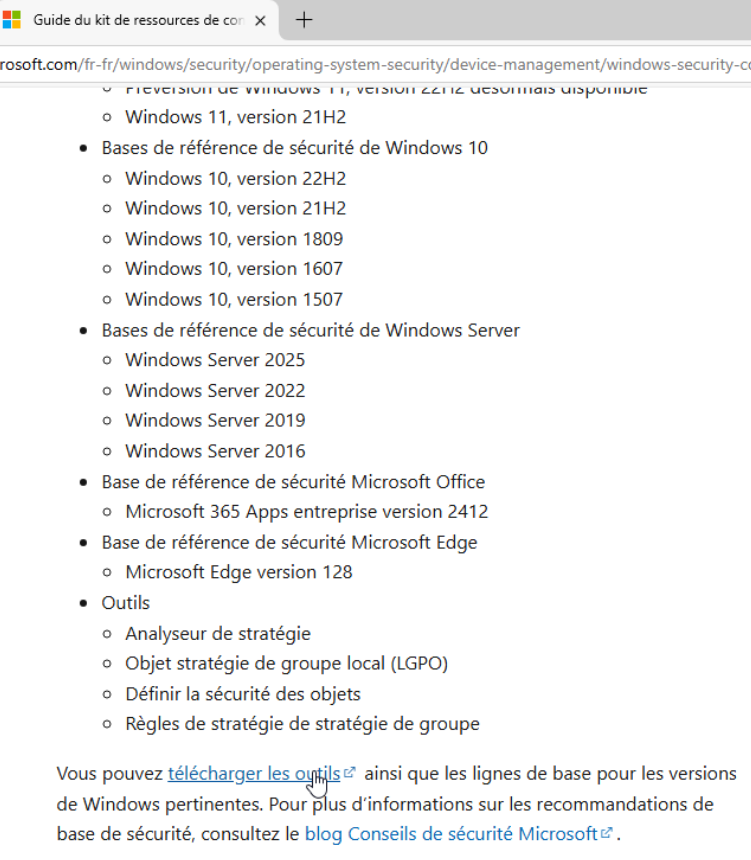 Guide du kit de ressources de con
rosoft.com/fr-fr/windows/security/operating-system-security/device-management/windows-security-co
Préversion de Windows 11, version 22H2 désormais disponible
Windows 11, version 21H2
Bases de référence de sécurité de Windows 10
Windows 10, version 22H2
Windows 10, version 21H2
Windows 10, version 1809
Windows 10, version 1607
Windows 10, version 1507
Bases de référence de sécurité de Windows Server
Windows Server 2025
Windows Server 2022
Windows Server 2019
Windows Server 2016
Base de référence de sécurité Microsoft Office
Microsoft 365 Apps entreprise version 2412
Base de référence de sécurité Microsoft Edge
Microsoft Edge version 128
Outils
Analyseur de stratégie
Objet stratégie de groupe local (LGPO)
Définir la sécurité des objets
Règles de stratégie de stratégie de groupe
Vous pouvez télécharger les outils ainsi que les lignes de base pour les versions
de Windows pertinentes. Pour plus d'informations sur les recommandations de
base de sécurité, consultez le blog Conseils de sécurité Microsoft.